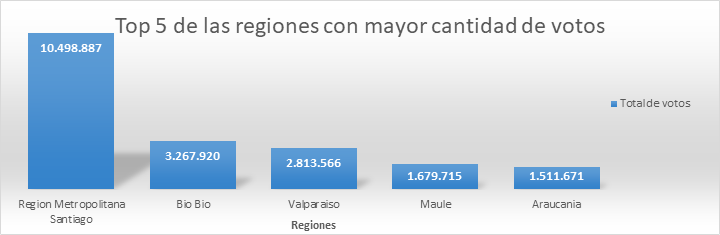 Top 5 de las regiones con mayor cantidad de votos
10.498.887
3.267.920
2.813.566
1.679.715
1.511.671
Total de votos
Region Metropolitana
Santiago
Bio Bio
Valparaiso
Maule
Araucania
Regiones